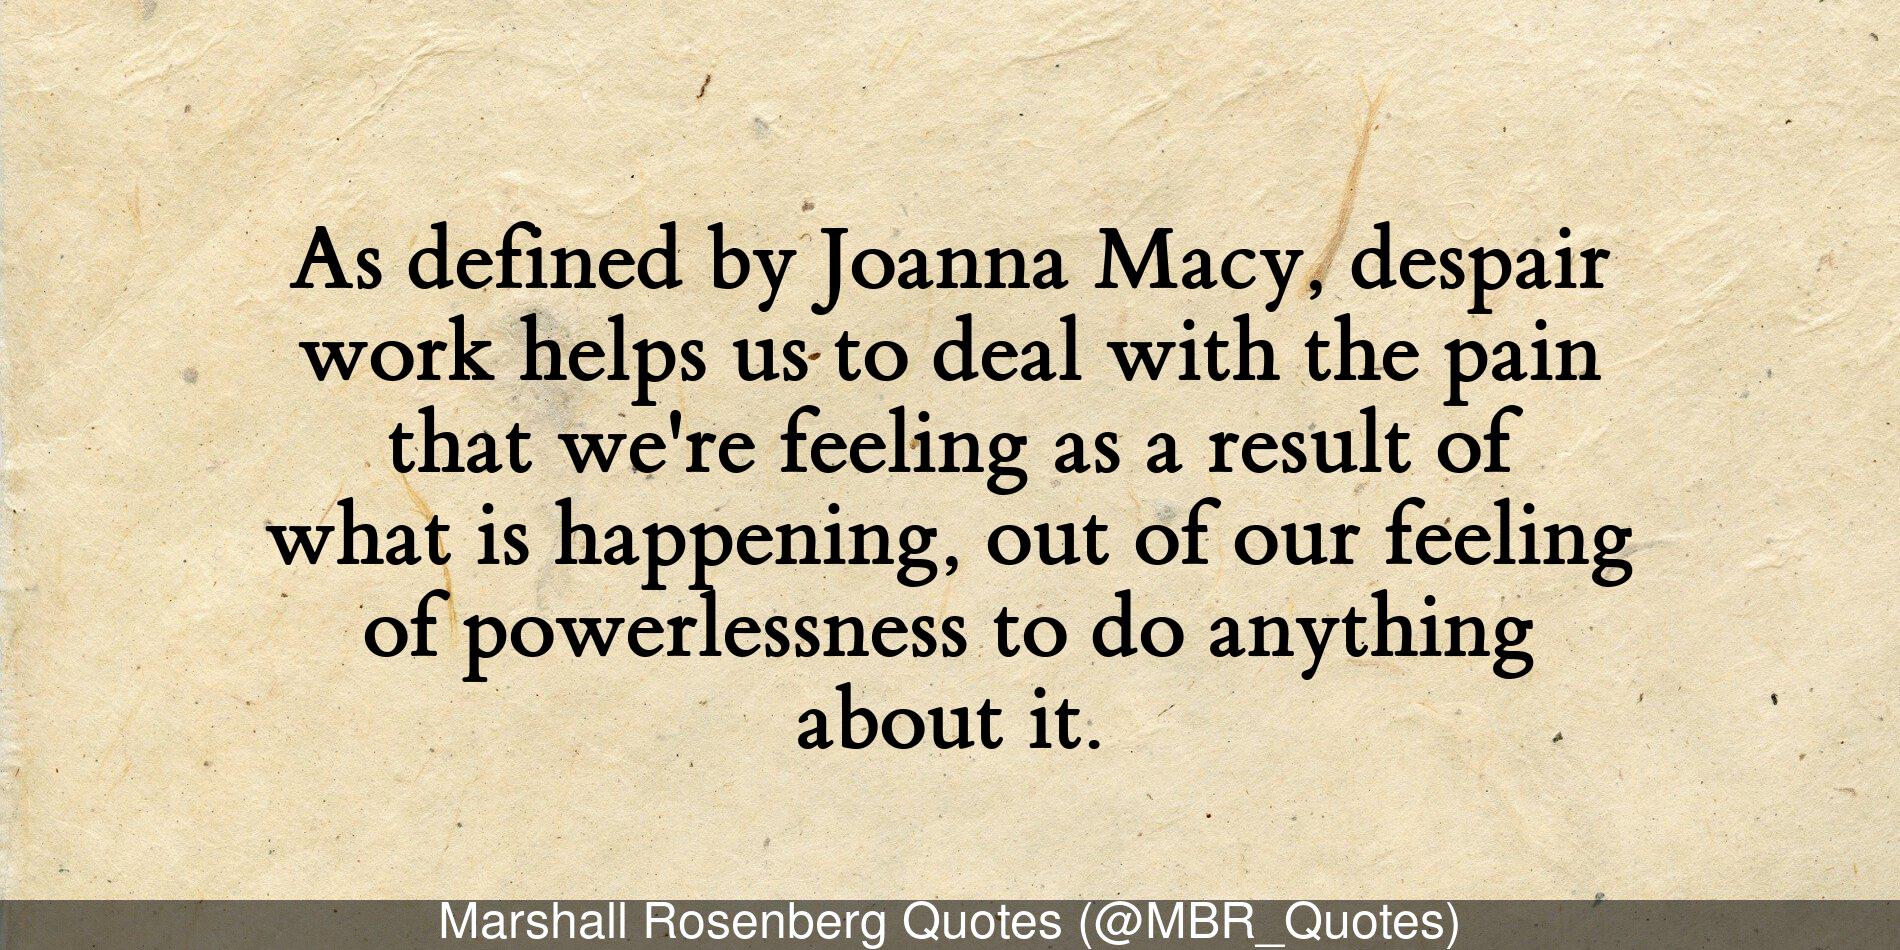 As defined by Joanna Macy, despair
work helps us to deal with the pain
that we're feeling as a result of
what is happening, out of our feeling
of powerlessness to do anything
about it.
Marshall Rosenberg Quotes (@MBR_Quotes)